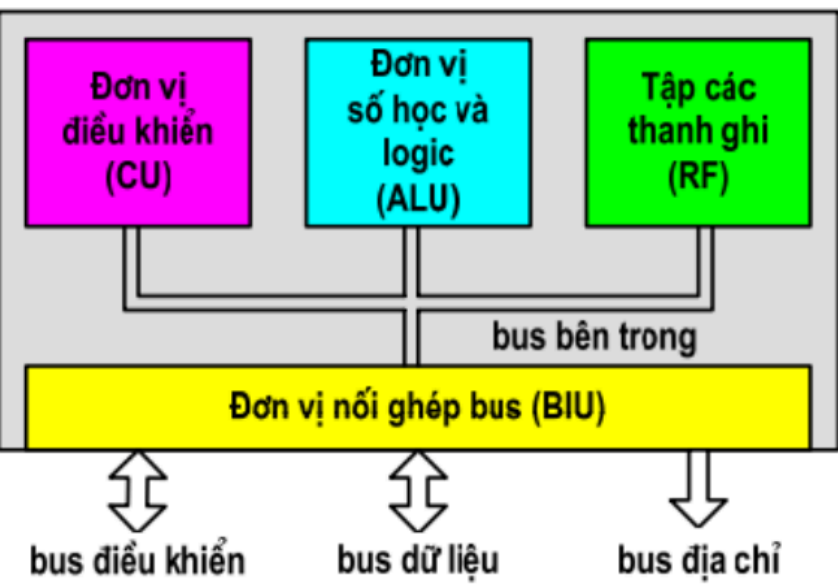 Đơn vị
điều khiển
(CU)
Đơn vị
số học và
logic
(ALU)
Tập các
thanh ghi
(RF)
bus bên trong
Đơn vị nối ghép bus (BIU)
bus điều khiển
bus dữ liệu
bus địa chỉ